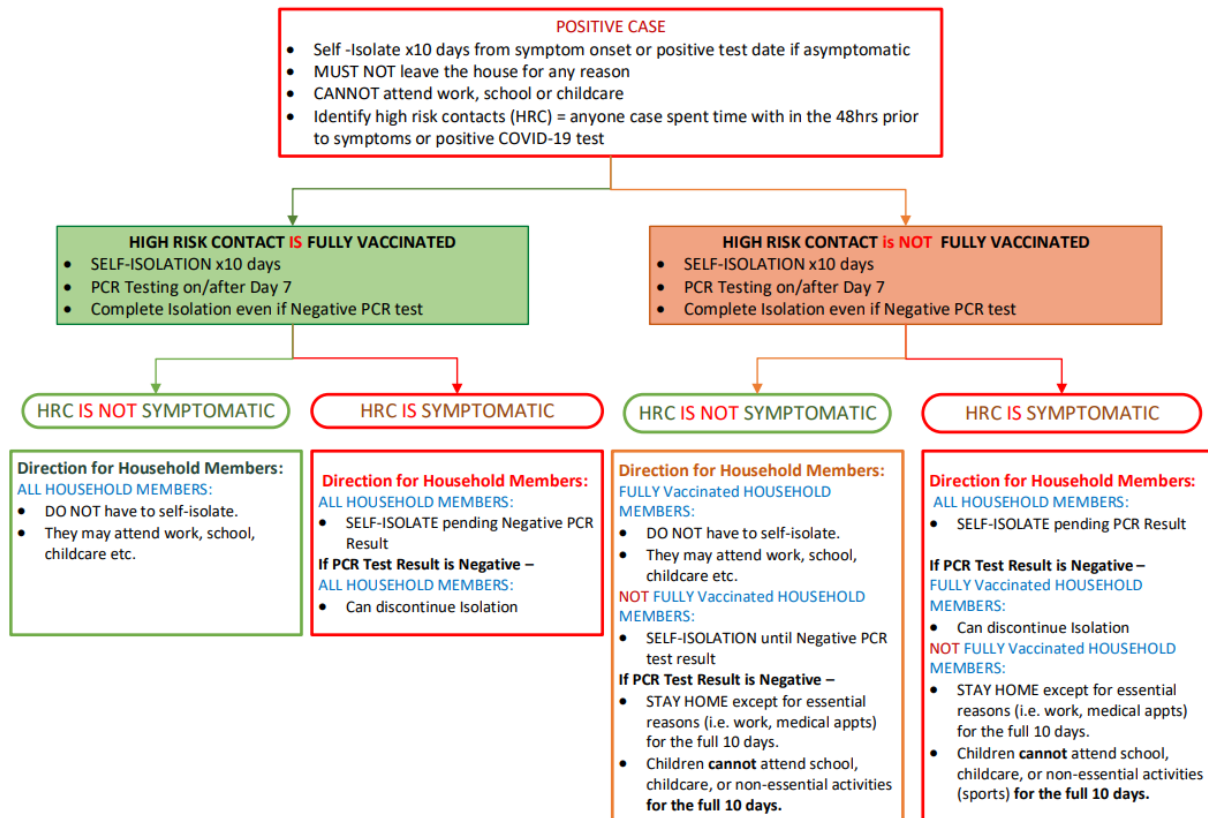 POSITIVE CASE
• Self -Isolate x10 days from symptom onset or positive test date if asymptomatic
• MUST NOT leave the house for any reason
• CANNOT attend work, school or childcare
• Identify high risk contacts (HRC) = anyone case spent time with in the 48hrs prior
to symptoms or positive COVID-19 test
HIGH RISK CONTACT IS FULLY VACCINATED
• SELF-ISOLATION x10 days
• PCR Testing on/after Day 7
• Complete Isolation even if Negative PCR test
HIGH RISK CONTACT is NOT FULLY VACCINATED
• SELF-ISOLATION x10 days
• PCR Testing on/after Day 7
• Complete Isolation even if Negative PCR test
HRC IS NOT SYMPTOMATIC
HRC IS SYMPTOMATIC
HRC IS NOT SYMPTOMATIC
HRC IS SYMPTOMATIC
Direction for Household Members:
ALL HOUSEHOLD MEMBERS:
• DO NOT have to self-isolate.
• They may attend work, school,
childcare etc.
Direction for Household Members:
ALL HOUSEHOLD MEMBERS:
• SELF-ISOLATE pending Negative PCR
Result
If PCR Test Result is Negative –
ALL HOUSEHOLD MEMBERS:
• Can discontinue Isolation
Direction for Household Members:
FULLY Vaccinated HOUSEHOLD
MEMBERS:
• DO NOT have to self-isolate.
• They may attend work, school,
childcare etc.
NOT FULLY Vaccinated HOUSEHOLD
MEMBERS:
• SELF-ISOLATION until Negative PCR
test result
If PCR Test Result is Negative –
• STAY HOME except for essential
reasons (i.e. work, medical appts)
for the full 10 days.
• Children cannot attend school,
childcare, or non-essential activities
for the full 10 days.
Direction for Household Members:
ALL HOUSEHOLD MEMBERS:
• SELF-ISOLATE pending PCR Result
If PCR Test Result is Negative –
FULLY Vaccinated HOUSEHOLD
MEMBERS:
• Can discontinue Isolation
NOT FULLY Vaccinated HOUSEHOLD
MEMBERS:
• STAY HOME except for essential
reasons (i.e. work, medical appts)
for the full 10 days.
• Children cannot attend school,
childcare, or non-essential activities
(sports) for the full 10 days.